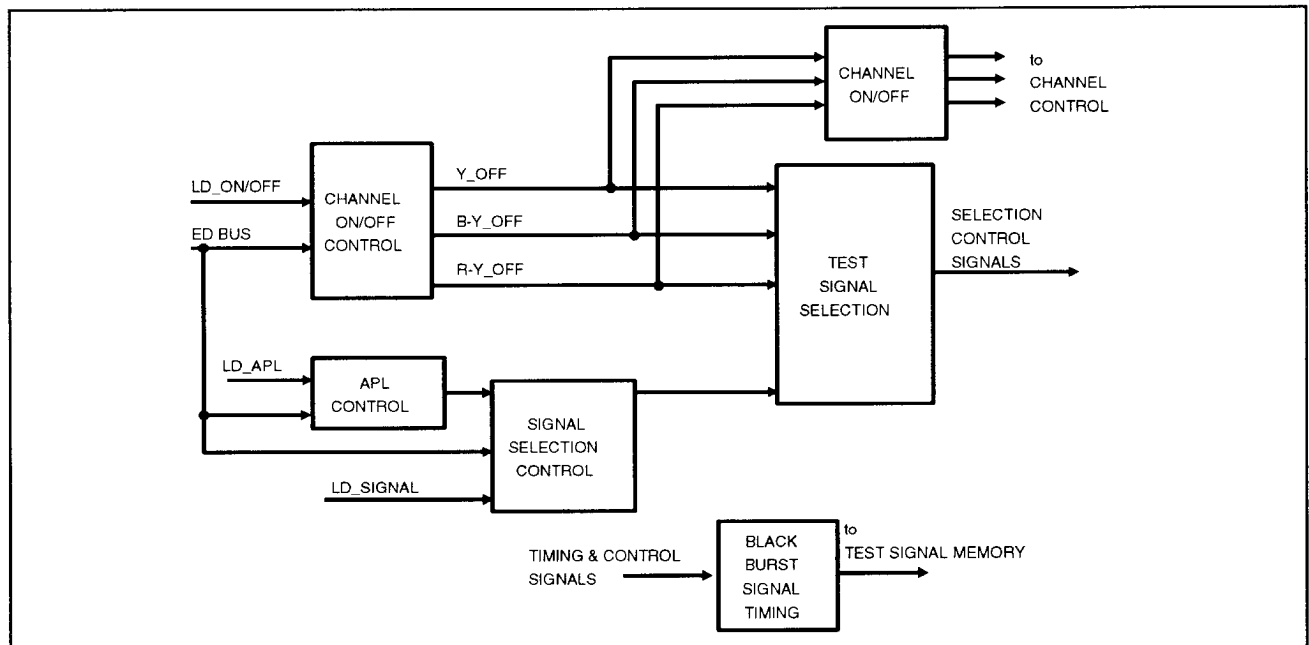 CHANNEL
ON/OFF
to
CHANNEL
CONTROL
LD_ON/OFF
ED BUS
CHANNEL
ON/OFF
CONTROL
Y_OFF
B-Y_OFF
R-Y_OFF
TEST
SIGNAL
SELECTION
SELECTION
CONTROL
SIGNALS
LD_APL
APL
CONTROL
SIGNAL
SELECTION
CONTROL
LD_SIGNAL
TIMING & CONTROL
SIGNALS
BLACK
BURST
SIGNAL
TIMING
to
TEST SIGNAL MEMORY